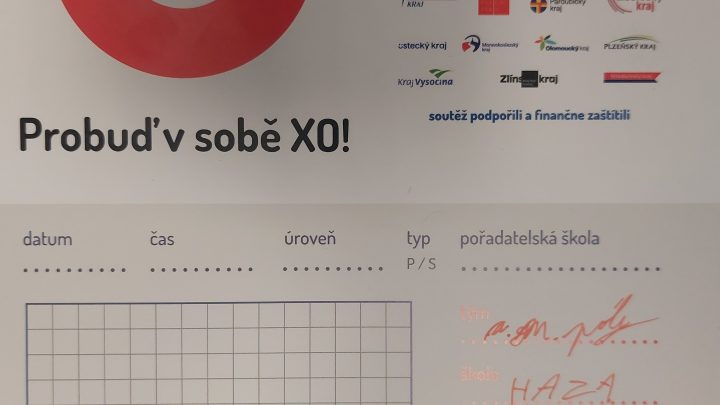 KRAJ
Pardubický kraj
kraj
ústecký kraj
Moravskoslezský kraj
Olomoucký kraj
PLZEŇSKÝ KRAJ
Kraj Vysočina
Zlínský kraj
soutěž podpořili a finančne zaštítili
Probuď v sobě XO!
datum čas úroveň typ pořadatelská škola
P / S
tým
škola HAZA